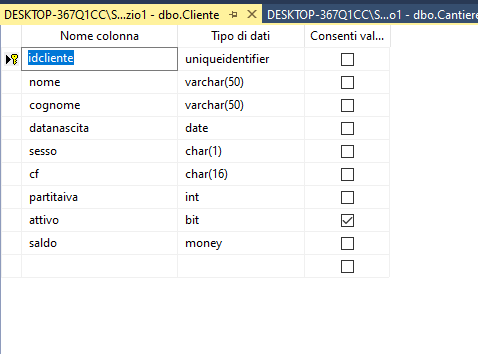 DESKTOP-367Q1CC\S...zio1 - dbo.Cliente DESKTOP-367Q1CC\S...o1 - dbo.Cantiere
Nome colonna Tipo di dati Consenti val...
idcliente uniqueidentifier
nome varchar(50)
cognome varchar(50)
datanascita date
sesso char(1)
cf char(16)
partitaiva int
attivo bit
saldo money